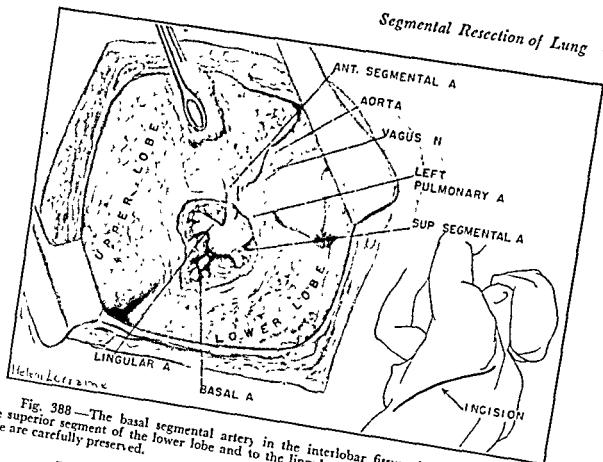 Segmental Resection of Lung
ANT. SEGMENTAL A
AORTA
VAGUS N
LEFT
PULMONARY A
SUP SEGMENTAL A
UPPER LOBE
LOWER LOBE
LINGULAR A
BASAL A
INCISION
Helen Lorraine
Fig. 388—The basal segmental artery in the interlobar
superior segment of the lower lobe and to the
are carefully preserved.